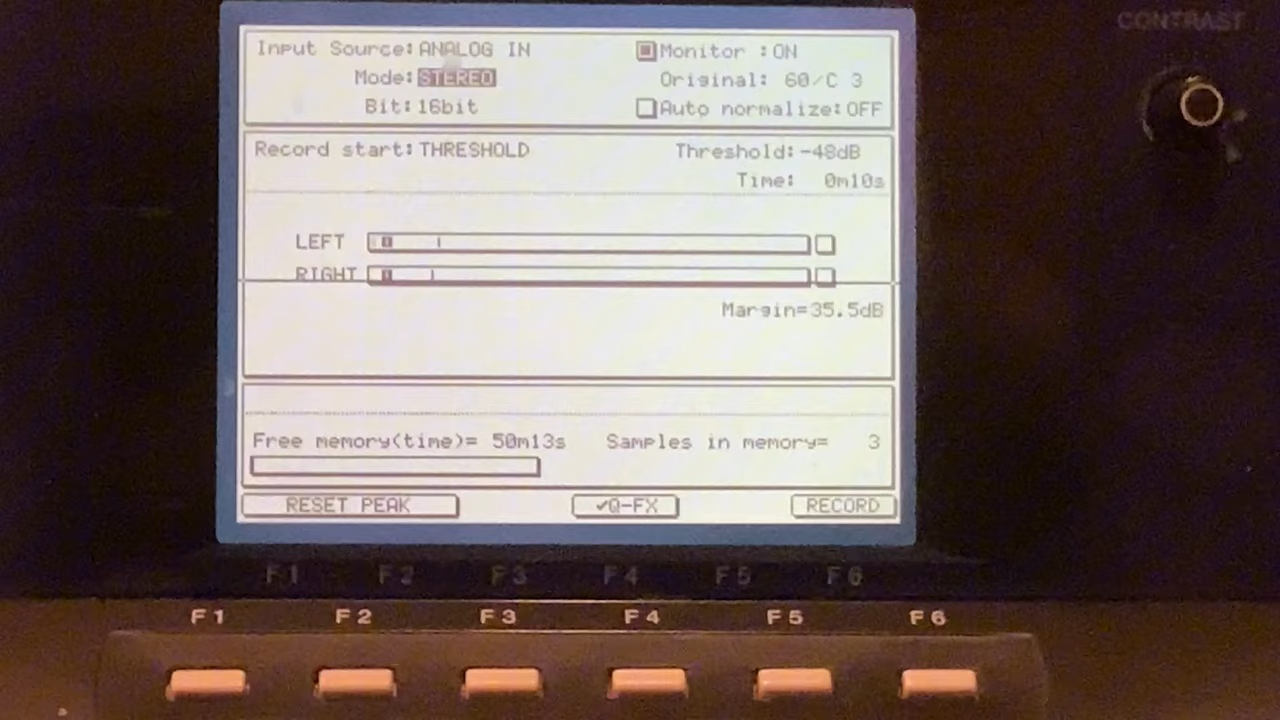 CONTRAST
Input Source: ANALOG IN
Monitor : ON
Mode: STEREO
Original: 60/C 3
Bit: 16bit
Auto normalize: OFF
Record start: THRESHOLD
Threshold: -48dB
Time: 0m10s
LEFT
RIGHT
Margin=35.5dB
Free memory(time)= 50m13s
Samples in memory= 3
RESET PEAK
✓Q-FX
RECORD
F1 F2 F3 F4 F5 F6
F1 F2 F3 F4 F5 F6